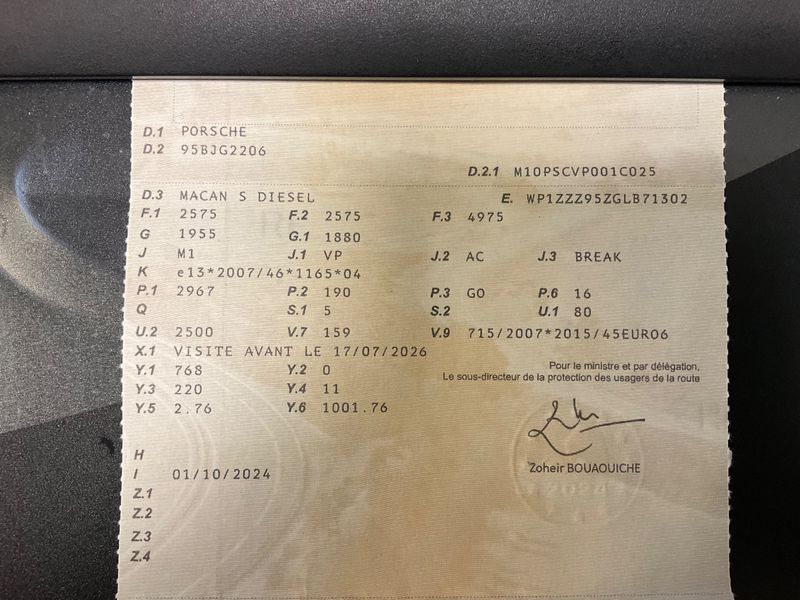 D.1 PORSCHE
D.2 95BJG2206
D.2.1 M10PSCVP001C025
D.3 MACAN S DIESEL E. WP1ZZZ95ZGLB71302
F.1 2575 F.2 2575 F.3 4975
G 1955 G.1 1880
J M1 J.1 VP J.2 AC J.3 BREAK
K e13*2007/46*1165*04
P.1 2967 P.2 190 P.3 GO P.6 16
Q S.1 5 S.2 U.1 80
U.2 2500 V.7 159 V.9 715/2007*2015/45EURO6
X.1 VISITE AVANT LE 17/07/2026
Y.1 768 Y.2 0
Pour le ministre et par délégation,
Le sous-directeur de la protection des usagers de la route
Y.3 220 Y.4 11
Y.5 2.76 Y.6 1001.76
Zoheir BOUAOUICHE
H
I 01/10/2024
Z.1
Z.2
Z.3
Z.4